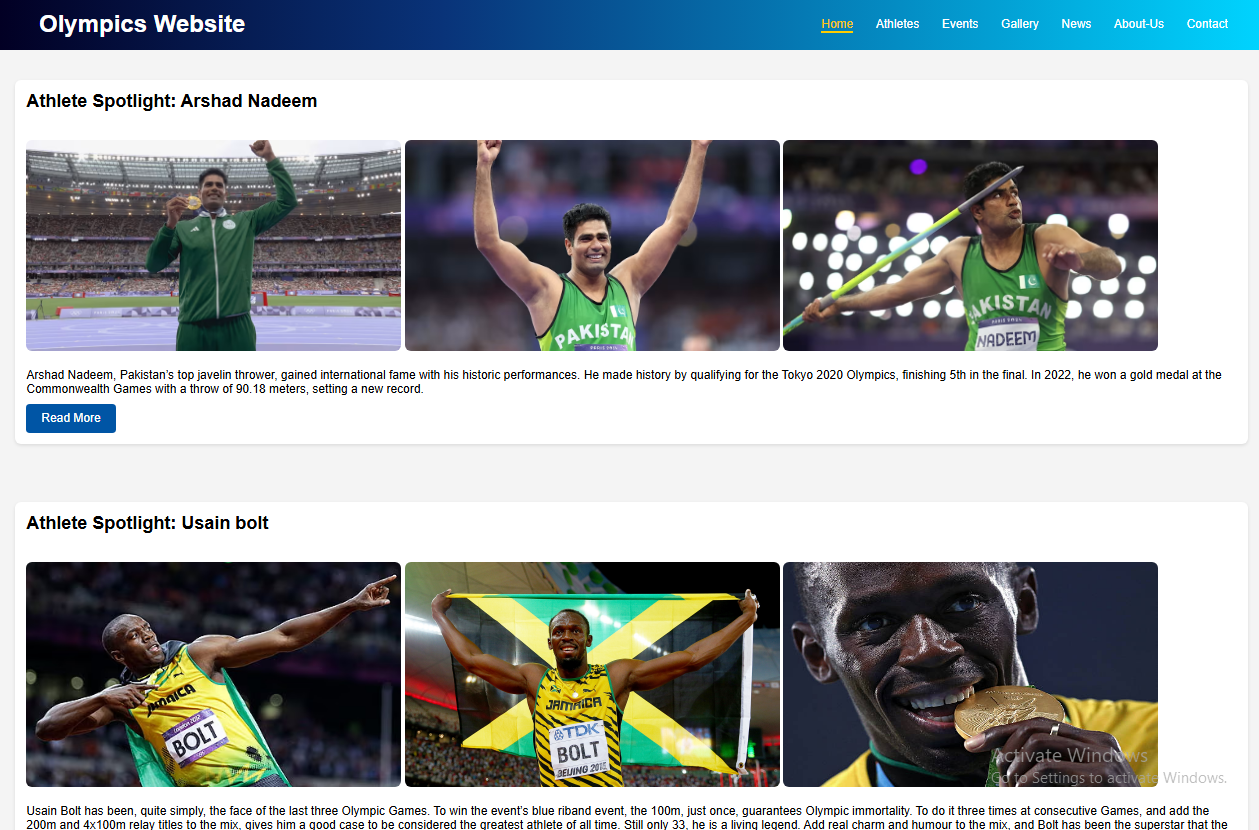 Olympics Website
Home Athletes Events Gallery News About-Us Contact
Athlete Spotlight: Arshad Nadeem
PAKISTAN
PAKISTAN
NADEEM
Arshad Nadeem, Pakistan's top javelin thrower, gained international fame with his historic performances. He made history by qualifying for the Tokyo 2020 Olympics, finishing 5th in the final. In 2022, he won a gold medal at the
Commonwealth Games with a throw of 90.18 meters, setting a new record.
Read More
Athlete Spotlight: Usain bolt
JAMAICA
London 2012
BOLT
JAMAICA
TDK
BOLT
BEIJING 2015
Activate Windows
Go to Settings to activate Windows.
Usain Bolt has been, quite simply, the face of the last three Olympic Games. To win the event's blue riband event, the 100m, just once, guarantees Olympic immortality. To do it three times at consecutive Games, and add the
200m and 4x100m relay titles to the mix, gives him a good case to be considered the greatest athlete of all time. Still only 33, he is a living legend. Add real charm and humour to the mix, and Bolt has been the superstar that the